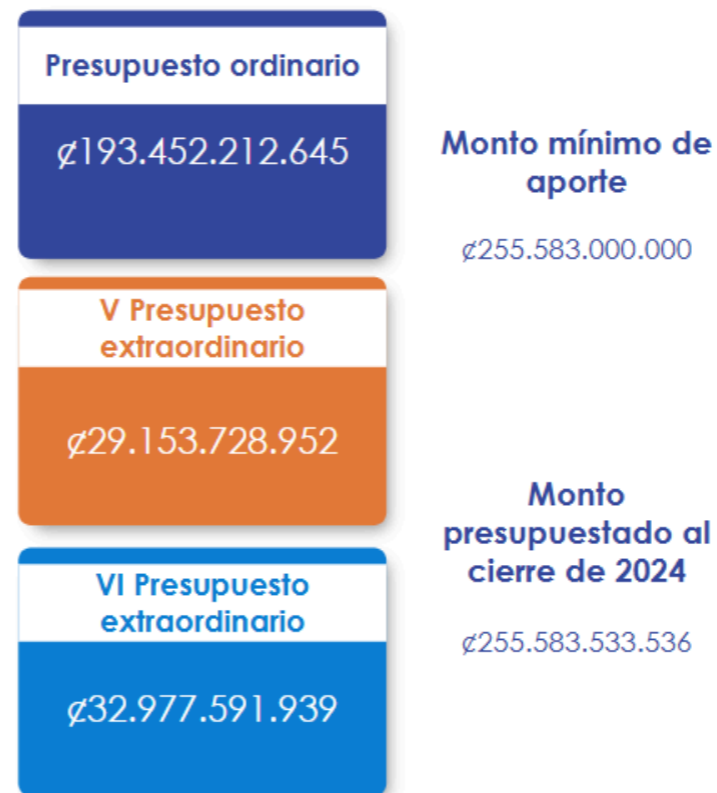 Presupuesto ordinario
₡193.452.212.645
V Presupuesto
extraordinario
₡29.153.728.952
VI Presupuesto
extraordinario
₡32.977.591.939
Monto mínimo de
aporte
₡255.583.000.000
Monto
presupuestado al
cierre de 2024
₡255.583.533.536